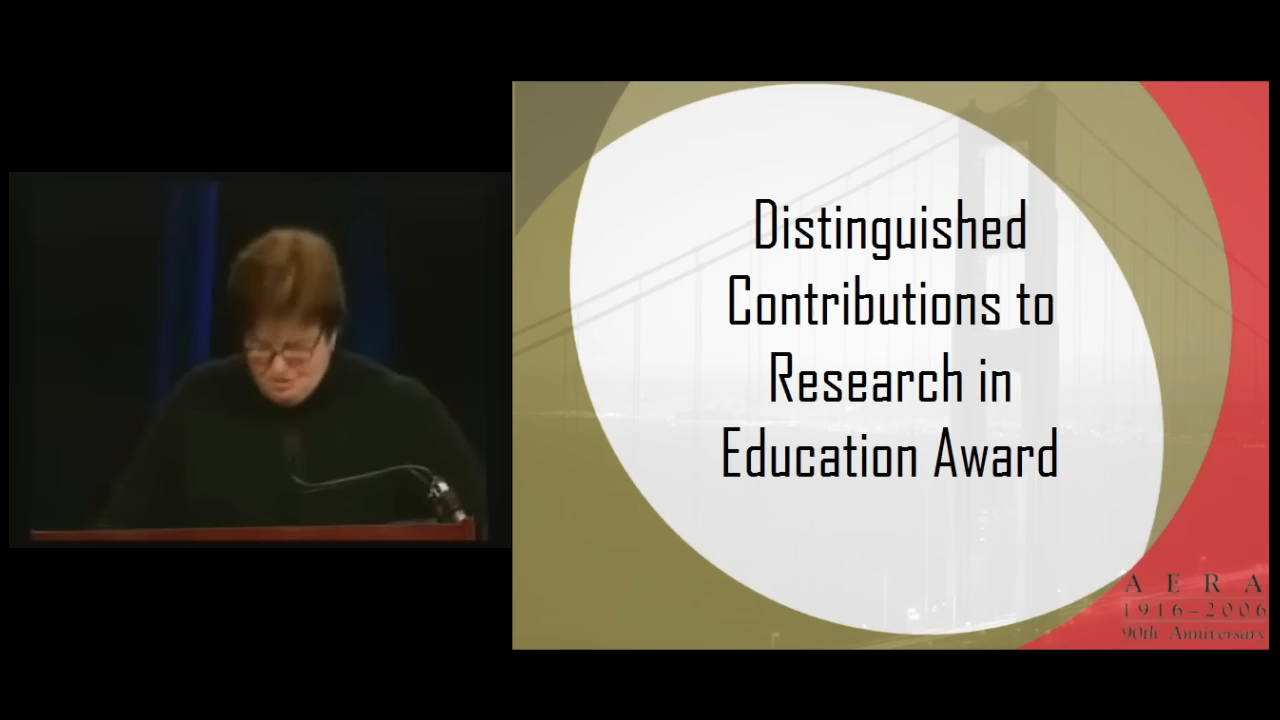 Distinguished
Contributions to
Research in
Education Award
A E R A
1916–2006
90th Anniversary